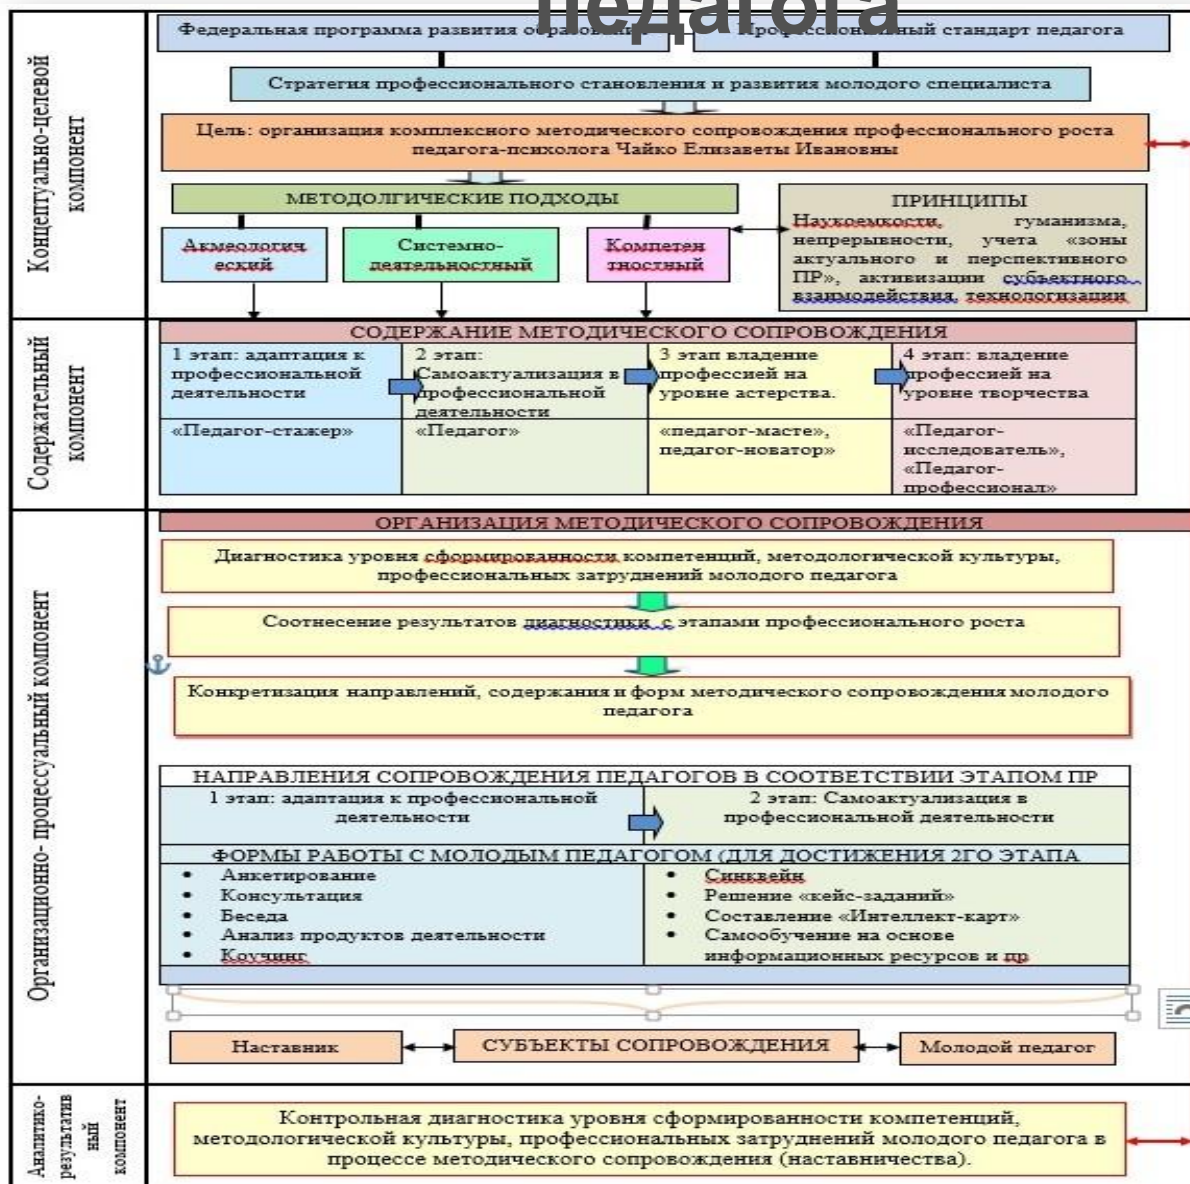 педагога
Федеральная программа развития образования
Профессиональный стандарт педагога
Концептуально-целевой
компонент
Стратегия профессионального становления и развития молодого специалиста
Цель: организация комплексного методического сопровождения профессионального роста
педагога-психолога Чайко Елизаветы Ивановны
МЕТОДОЛГИЧЕСКИЕ ПОДХОДЫ
Акмеологич
еский
Системно-
деятельностный
Компетен
тностный
ПРИНЦИПЫ
Наукоемкости, гуманизма,
непрерывности, учета «зоны
актуального и перспективного
ПР», активизации субъектного
взаимодействия, технологизации
Содержательный
компонент
СОДЕРЖАНИЕ МЕТОДИЧЕСКОГО СОПРОВОЖДЕНИЯ
1 этап: адаптация к
профессиональной
деятельности
2 этап:
Самоактуализация в
профессиональной
деятельности
3 этап владение
профессией на
уровне астерства.
4 этап: владение
профессией на
уровне творчества
«Педагог-стажер»
«Педагог»
«педагог-масте»,
педагог-новатор»
«Педагог-
исследователь»,
«Педагог-
профессионал»
Организационно- процессуальный компонент
ОРГАНИЗАЦИЯ МЕТОДИЧЕСКОГО СОПРОВОЖДЕНИЯ
Диагностика уровня сформированности компетенций, методологической культуры,
профессиональных затруднений молодого педагога
Соотнесение результатов диагностики с этапами профессионального роста
Конкретизация направлений, содержания и форм методического сопровождения молодого
педагога
НАПРАВЛЕНИЯ СОПРОВОЖДЕНИЯ ПЕДАГОГОВ В СООТВЕТСТВИИ ЭТАПОМ ПР
1 этап: адаптация к профессиональной
деятельности
2 этап: Самоактуализация в
профессиональной деятельности
ФОРМЫ РАБОТЫ С МОЛОДЫМ ПЕДАГОГОМ (ДЛЯ ДОСТИЖЕНИЯ 2ГО ЭТАПА
• Анкетирование
• Консультация
• Беседа
• Анализ продуктов деятельности
• Коучинг
• Синквейн
• Решение «кейс-заданий»
• Составление «Интеллект-карт»
• Самообучение на основе
информационных ресурсов и пр
Наставник
СУБЪЕКТЫ СОПРОВОЖДЕНИЯ
Молодой педагог
Аналитико-
результатив
ный
компонент
Контрольная диагностика уровня сформированности компетенций,
методологической культуры, профессиональных затруднений молодого педагога в
процессе методического сопровождения (наставничества).